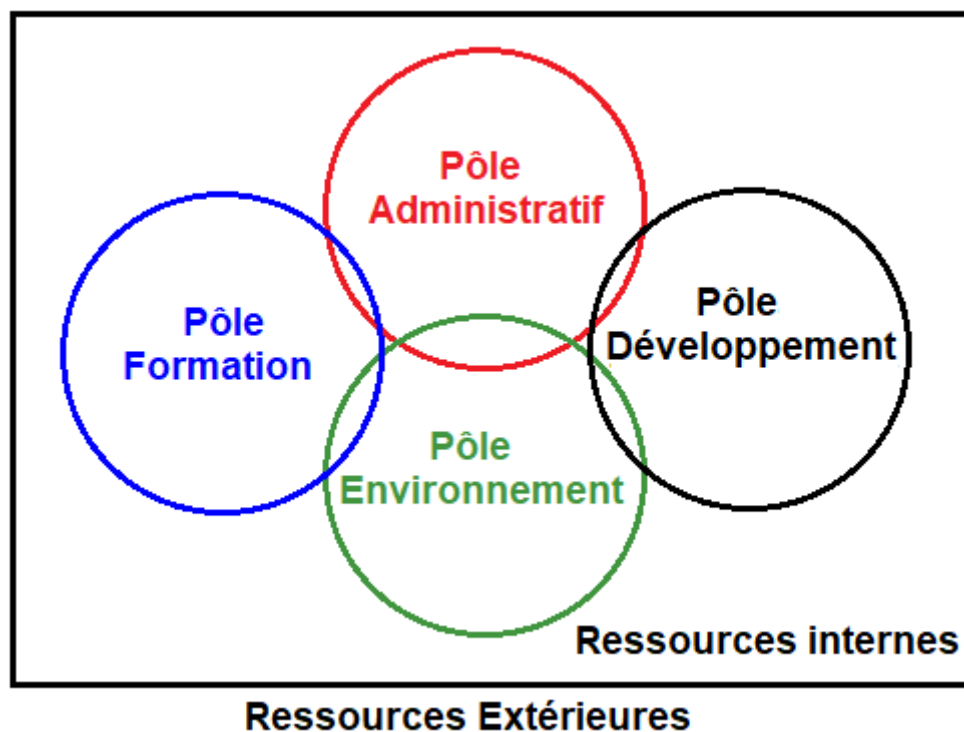 Pôle
Administratif
Pôle
Formation
Pôle
Développement
Pôle
Environnement
Ressources internes
Ressources Extérieures